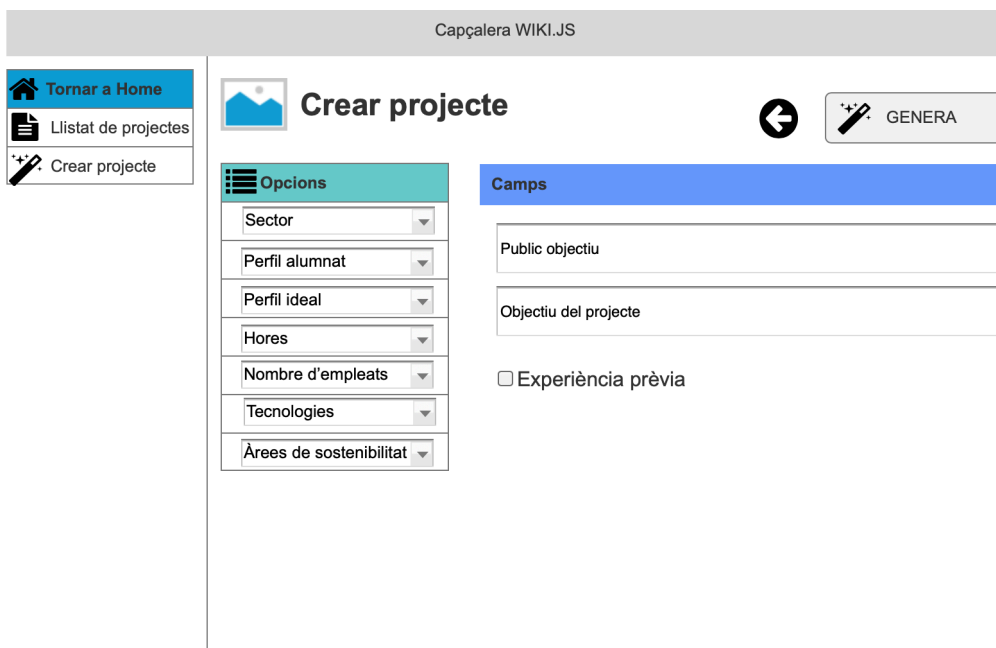 Capçalera WIKI.JS
Tornar a Home
Llistat de projectes
Crear projecte
Crear projecte
GENERA
Opcions
Sector
Perfil alumnat
Perfil ideal
Hores
Nombre d’empleats
Tecnologies
Àrees de sostenibilitat
Camps
Public objectiu
Objectiu del projecte
Experiència prèvia